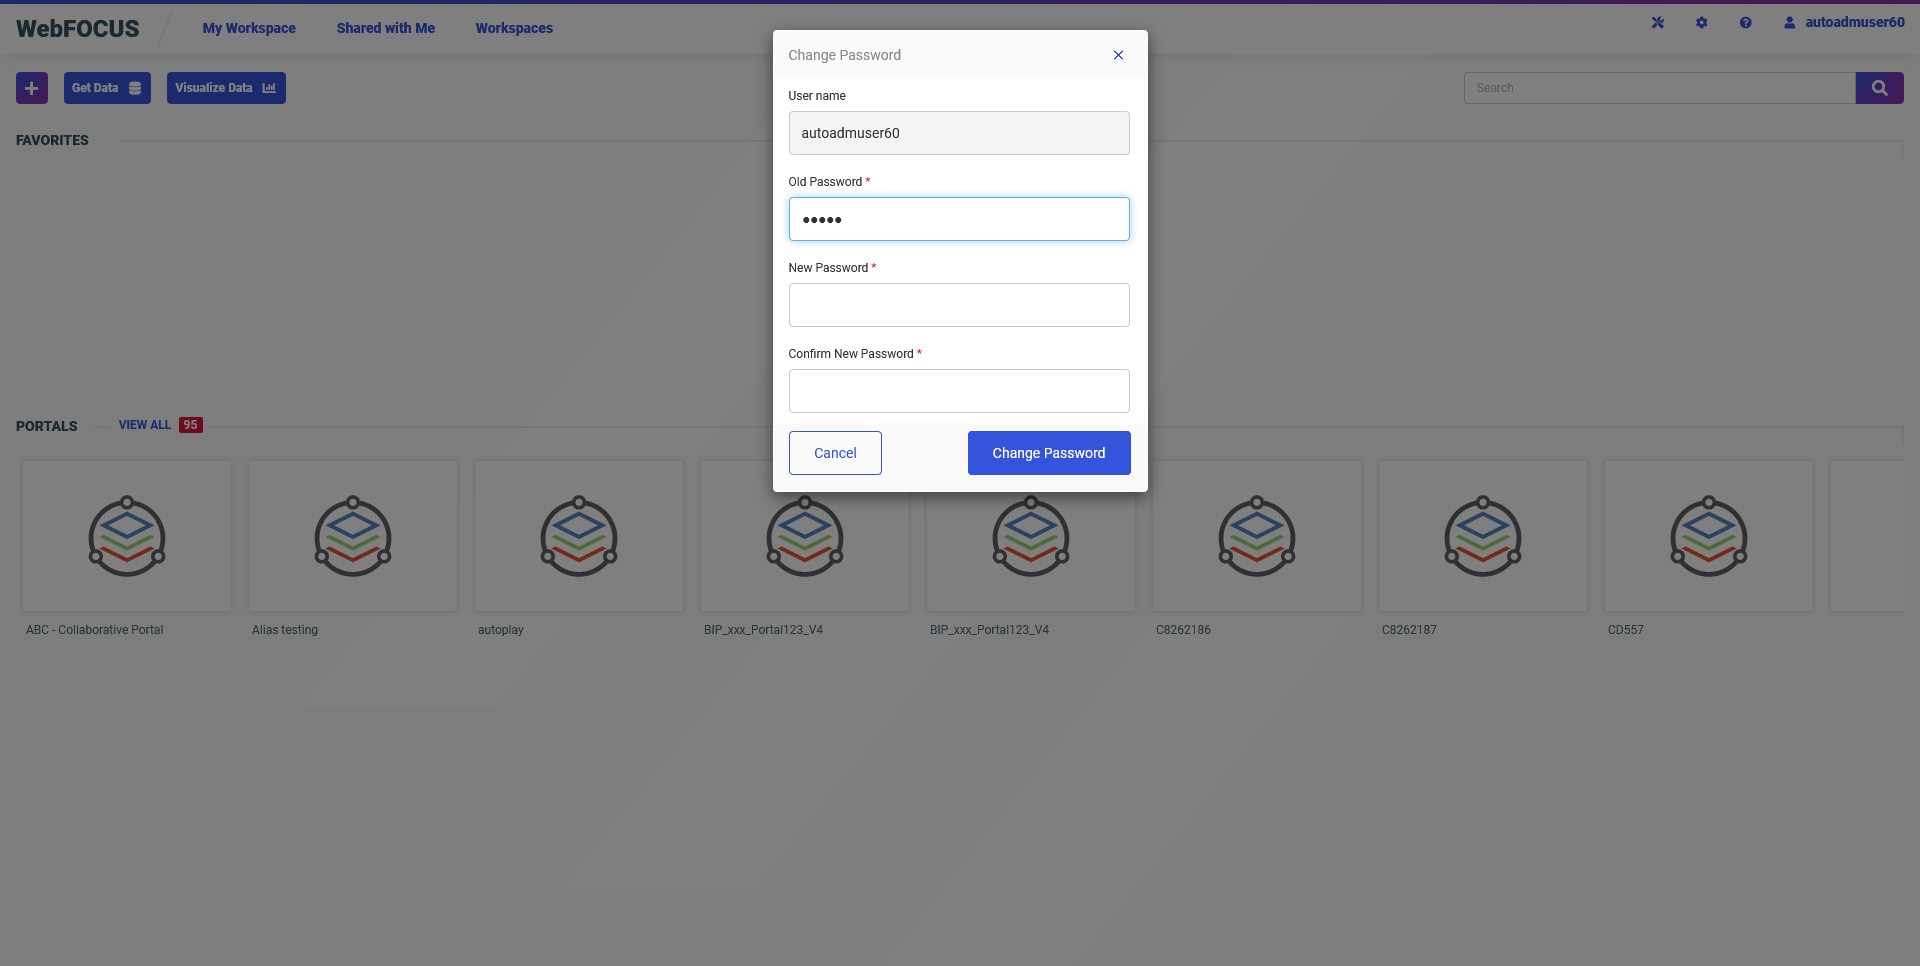 WebFOCUS
My Workspace
Shared with Me
Workspaces
autoadmuser60
Get Data
Visualize Data
Search
FAVORITES
Change Password
User name
autoadmuser60
Old Password *
•••••
New Password *
Confirm New Password *
Cancel
Change Password
PORTALS
VIEW ALL 95
ABC - Collaborative Portal
Alias testing
autoplay
BIP_xxx_Portal123_V4
BIP_xxx_Portal123_V4
C8262186
C8262187
CD557